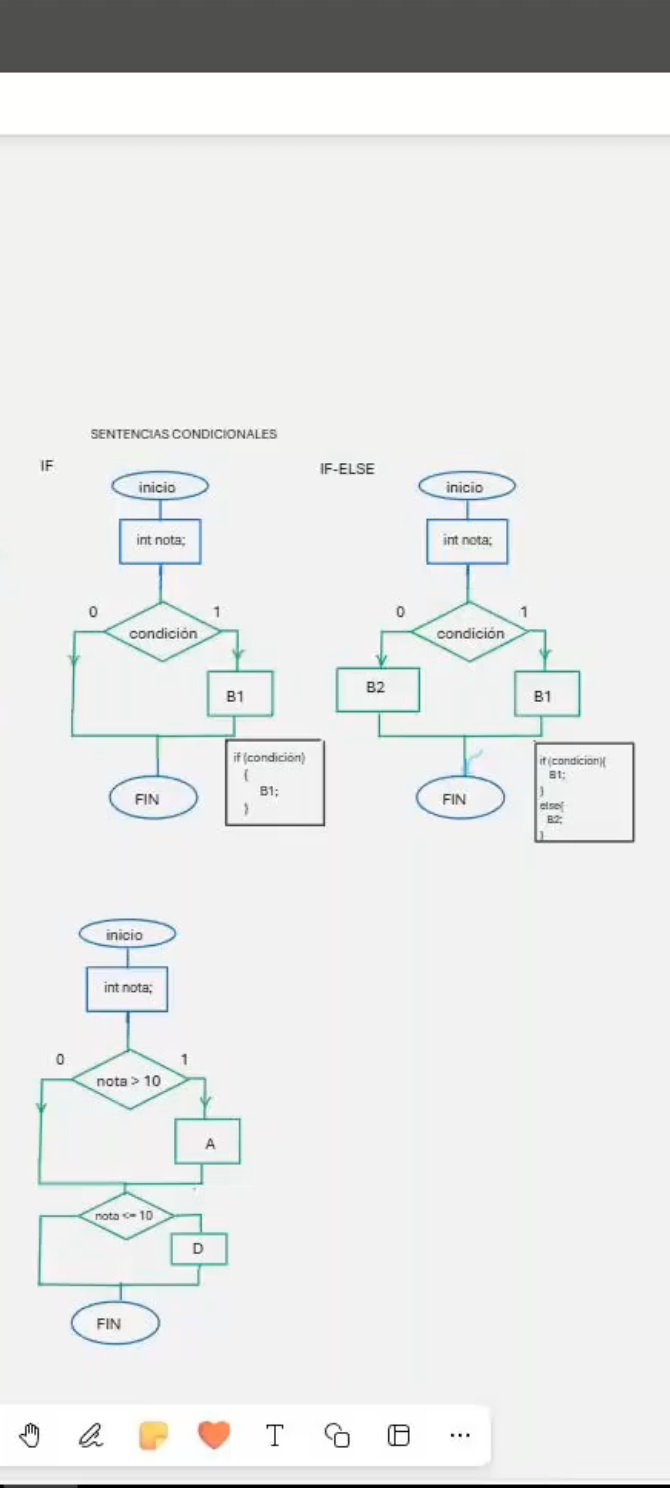 SENTENCIAS CONDICIONALES
IF
inicio
int nota;
0
1
condición
B1
if (condición)
{
B1;
}
FIN
IF-ELSE
inicio
int nota;
0
1
condición
B2
B1
if (condición){
B1;
}
else{
B2;
}
FIN
inicio
int nota;
0
1
nota > 10
A
nota <= 10
D
FIN
T